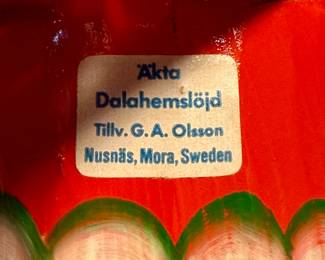 Äkta
Dalahemslöjd
Tillv. G. A. Olsson
Nusnäs, Mora, Sweden